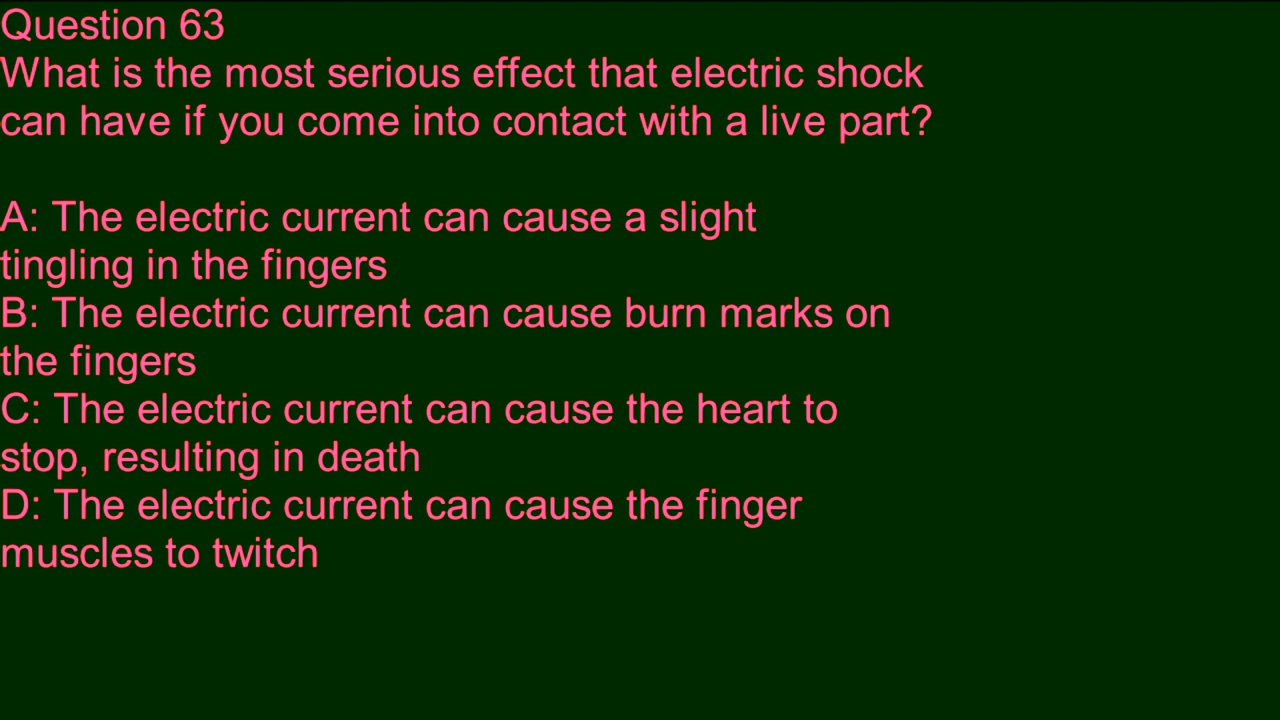 Question 63
What is the most serious effect that electric shock
can have if you come into contact with a live part?
A: The electric current can cause a slight
tingling in the fingers
B: The electric current can cause burn marks on
the fingers
C: The electric current can cause the heart to
stop, resulting in death
D: The electric current can cause the finger
muscles to twitch